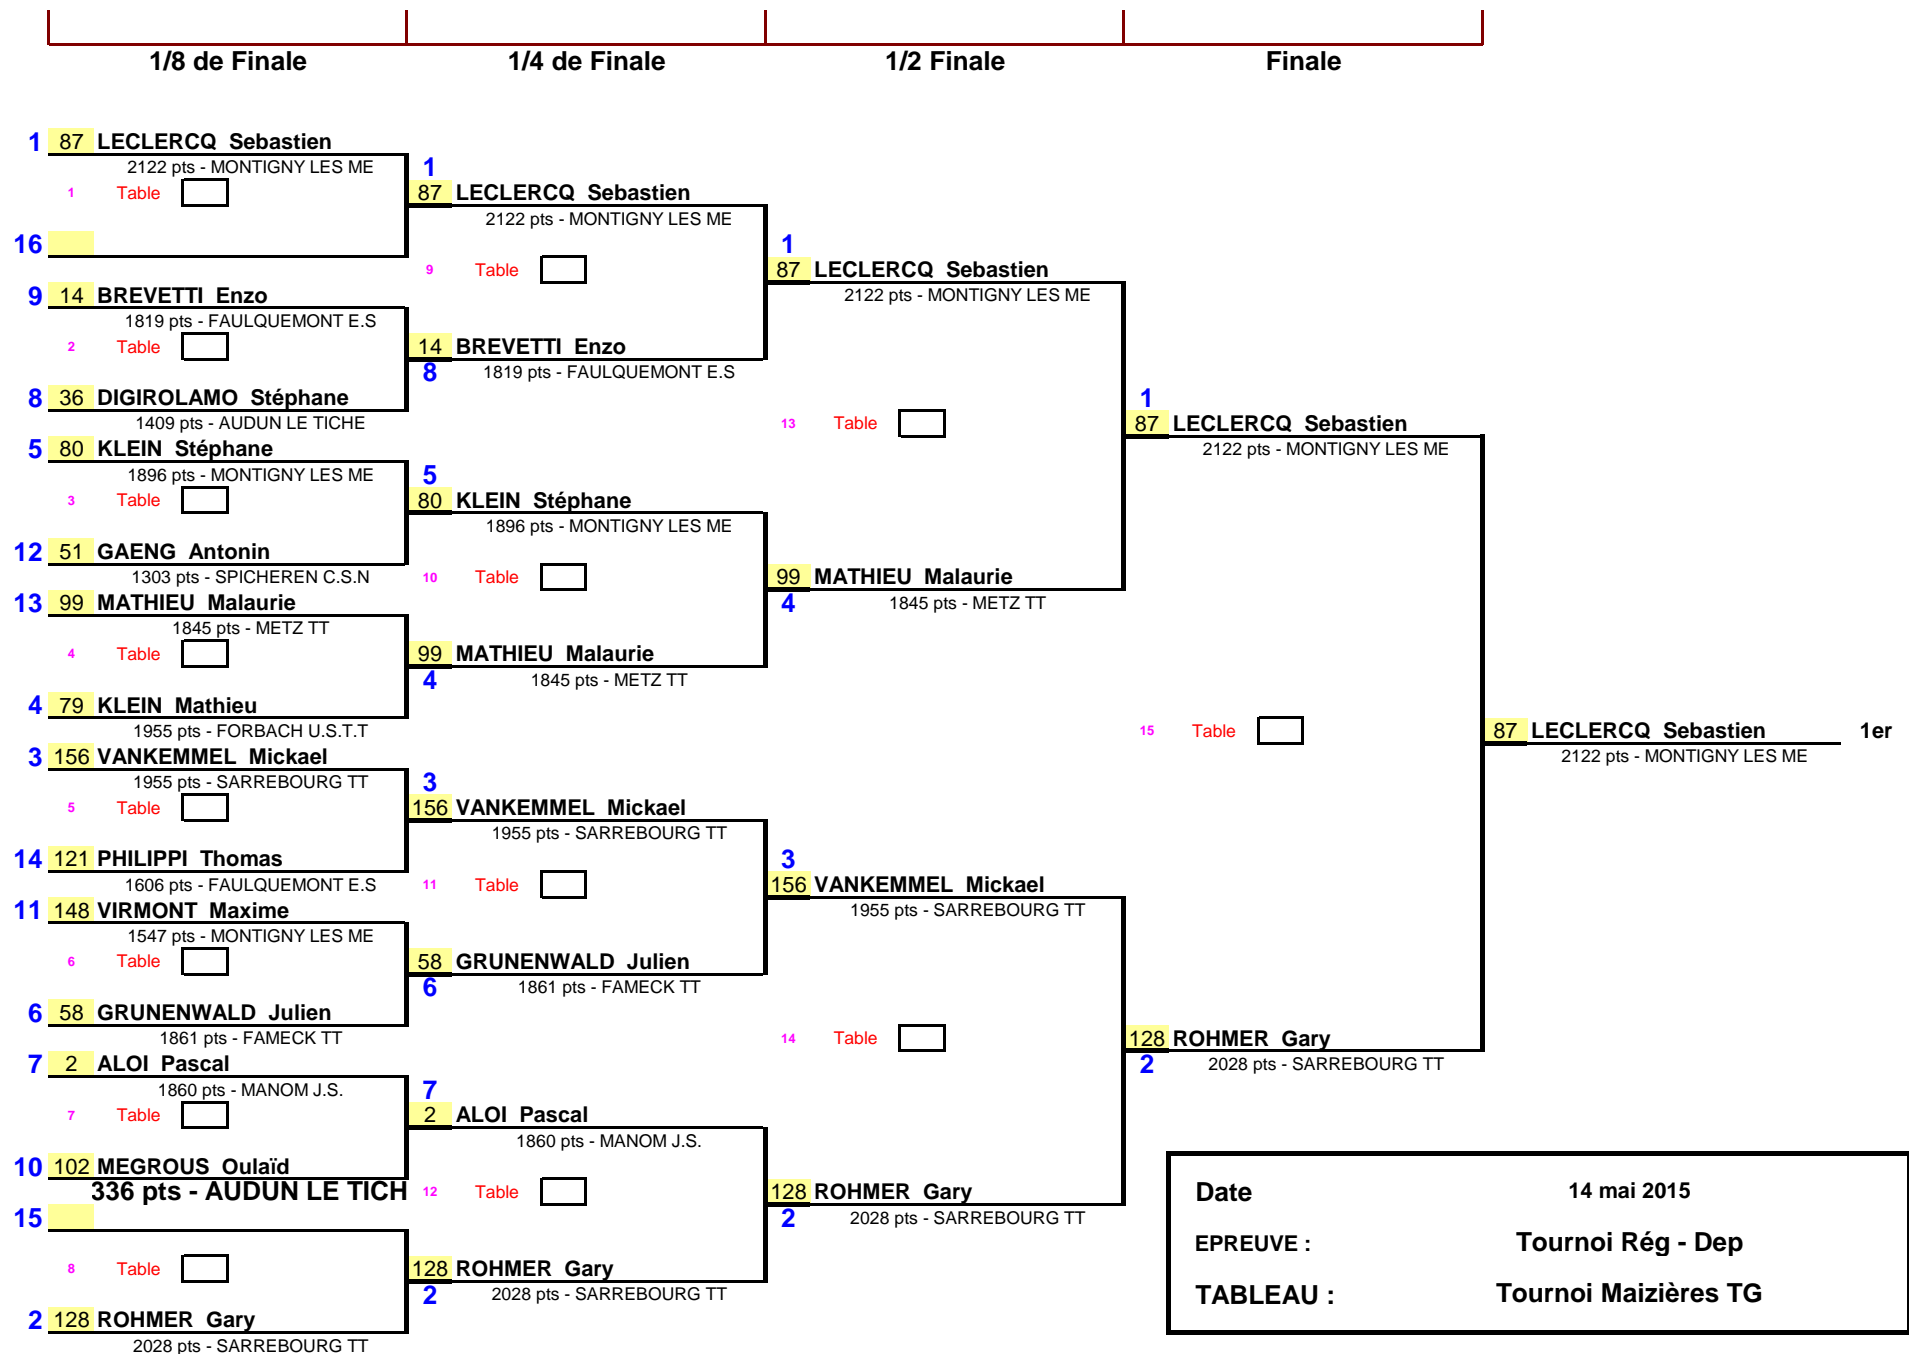 1/8 de Finale 1/4 de Finale 1/2 Finale Finale
1 87 LECLERCQ Sebastien
2122 pts - MONTIGNY LES ME
1 Table
16
9 14 BREVETTI Enzo
1819 pts - FAULQUEMONT E.S
2 Table
8 36 DIGIROLAMO Stéphane
1409 pts - AUDUN LE TICHE
5 80 KLEIN Stéphane
1896 pts - MONTIGNY LES ME
3 Table
12 51 GAENG Antonin
1303 pts - SPICHEREN C.S.N
13 99 MATHIEU Malaurie
1845 pts - METZ TT
4 Table
4 79 KLEIN Mathieu
1955 pts - FORBACH U.S.T.T
3 156 VANKEMMEL Mickael
1955 pts - SARREBOURG TT
5 Table
14 121 PHILIPPI Thomas
1606 pts - FAULQUEMONT E.S
11 148 VIRMONT Maxime
1547 pts - MONTIGNY LES ME
6 Table
6 58 GRUNENWALD Julien
1861 pts - FAMECK TT
7 2 ALOI Pascal
1860 pts - MANOM J.S.
7 Table
10 102 MEGROUS Oulaïd
336 pts - AUDUN LE TICH
15
8 Table
2 128 ROHMER Gary
2028 pts - SARREBOURG TT
1
87 LECLERCQ Sebastien
2122 pts - MONTIGNY LES ME
9 Table
14 BREVETTI Enzo
8 1819 pts - FAULQUEMONT E.S
5
80 KLEIN Stéphane
1896 pts - MONTIGNY LES ME
10 Table
99 MATHIEU Malaurie
4 1845 pts - METZ TT
3
156 VANKEMMEL Mickael
1955 pts - SARREBOURG TT
11 Table
58 GRUNENWALD Julien
6 1861 pts - FAMECK TT
7
2 ALOI Pascal
1860 pts - MANOM J.S.
12 Table
128 ROHMER Gary
2 2028 pts - SARREBOURG TT
1
87 LECLERCQ Sebastien
2122 pts - MONTIGNY LES ME
13 Table
99 MATHIEU Malaurie
4 1845 pts - METZ TT
3
156 VANKEMMEL Mickael
1955 pts - SARREBOURG TT
14 Table
128 ROHMER Gary
2 2028 pts - SARREBOURG TT
1
87 LECLERCQ Sebastien
2122 pts - MONTIGNY LES ME
15 Table
128 ROHMER Gary
2 2028 pts - SARREBOURG TT
87 LECLERCQ Sebastien 1er
2122 pts - MONTIGNY LES ME
Date 14 mai 2015
EPREUVE : Tournoi Rég - Dep
TABLEAU : Tournoi Maizières TG